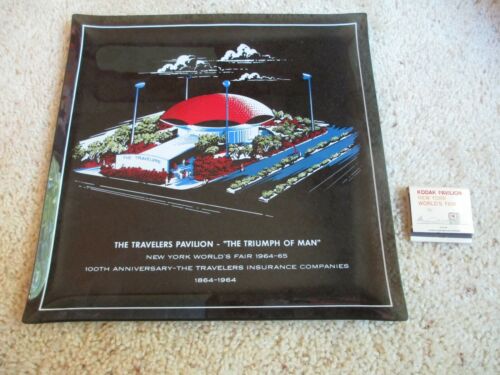 THE TRAVELERS
THE TRAVELERS PAVILION - "THE TRIUMPH OF MAN"
NEW YORK WORLD'S FAIR 1964-65
100TH ANNIVERSARY-THE TRAVELERS INSURANCE COMPANIES
1864-1964
KODAK PAVILION
NEW YORK
WORLD'S FAIR